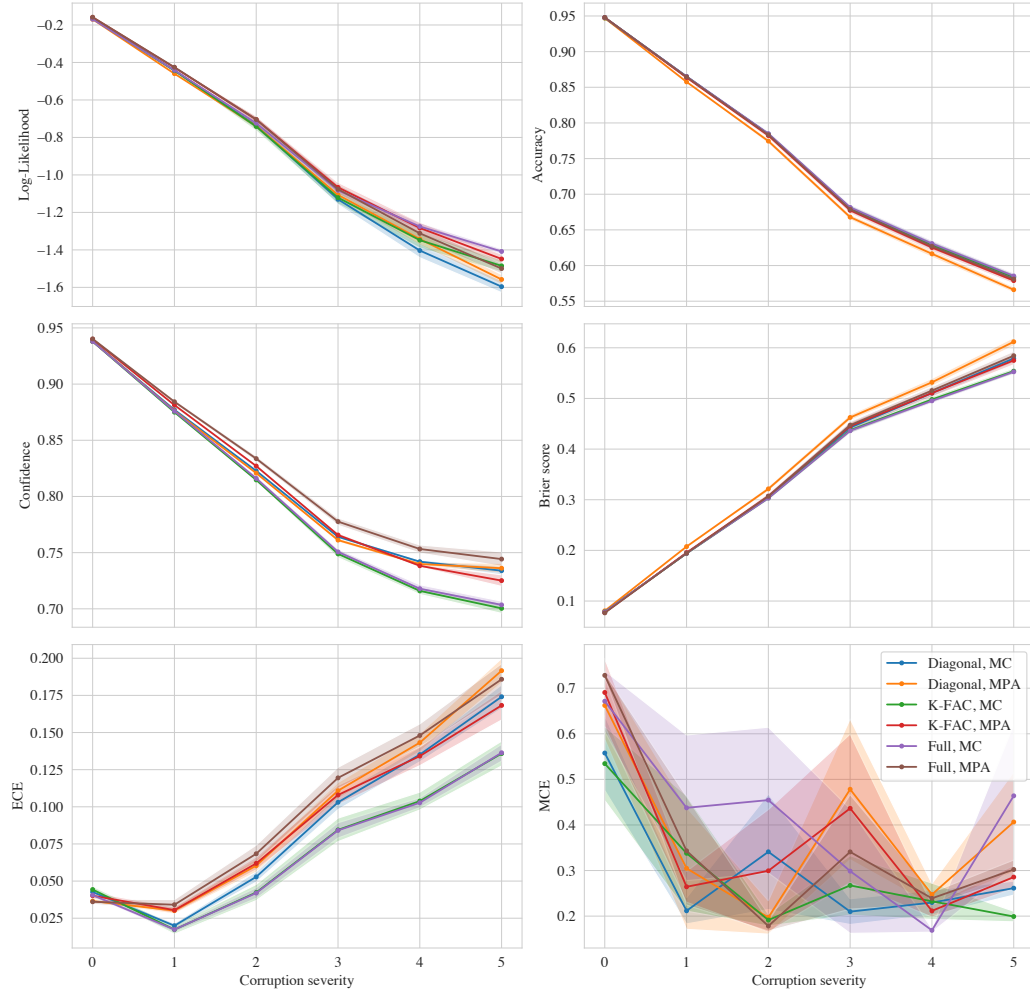 −0.2
−0.4
−0.6
−0.8
−1.0
−1.2
−1.4
−1.6
Log-Likelihood
0.95
0.90
0.85
0.80
0.75
0.70
0.65
0.60
0.55
Accuracy
0.95
0.90
0.85
0.80
0.75
0.70
Confidence
0.6
0.5
0.4
0.3
0.2
0.1
Brier score
0.200
0.175
0.150
0.125
0.100
0.075
0.050
0.025
ECE
0 1 2 3 4 5
Corruption severity
0.7
0.6
0.5
0.4
0.3
0.2
MCE
Diagonal, MC
Diagonal, MPA
K-FAC, MC
K-FAC, MPA
Full, MC
Full, MPA
0 1 2 3 4 5
Corruption severity